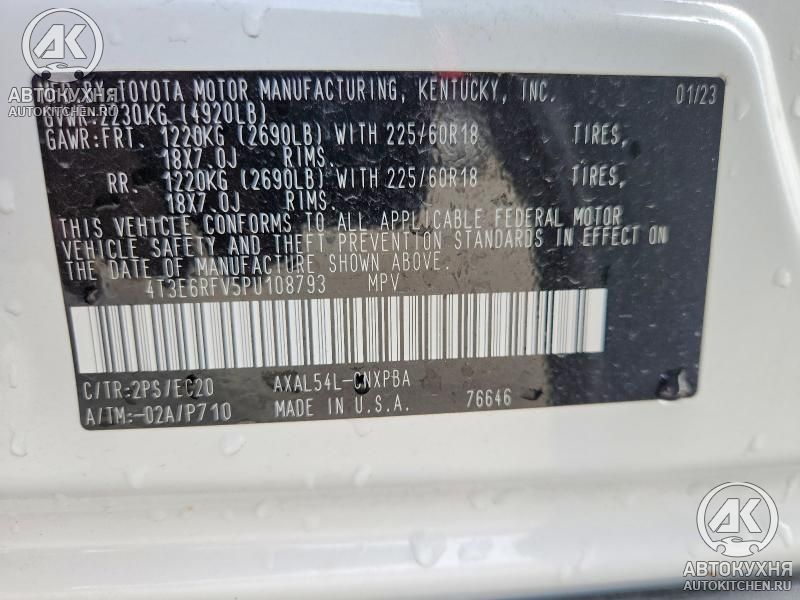 АК
АВТОКУХНЯ
AUTOKITCHEN.RU
TOYOTA MOTOR MANUFACTURING, KENTUCKY, INC. 01/23
(4920LB)
GAWR:FRT. 1220KG (2690LB) WITH 225/60R18 TIRES,
18X7.0J RIMS.
RR. 1220KG (2690LB) WITH 225/60R18 TIRES,
18X7.0J RIMS.
THIS VEHICLE CONFORMS TO ALL APPLICABLE FEDERAL MOTOR
VEHICLE SAFETY AND THEFT PREVENTION STANDARDS IN EFFECT ON
THE DATE OF MANUFACTURE SHOWN ABOVE.
4T3E6RFV5PU108793 MPV
C/TR:2PS/EC20 AXAL54L-CNXPBA
A/TM:-02A/P710 MADE IN U.S.A. 76646
АК
АВТОКУХНЯ
AUTOKITCHEN.RU